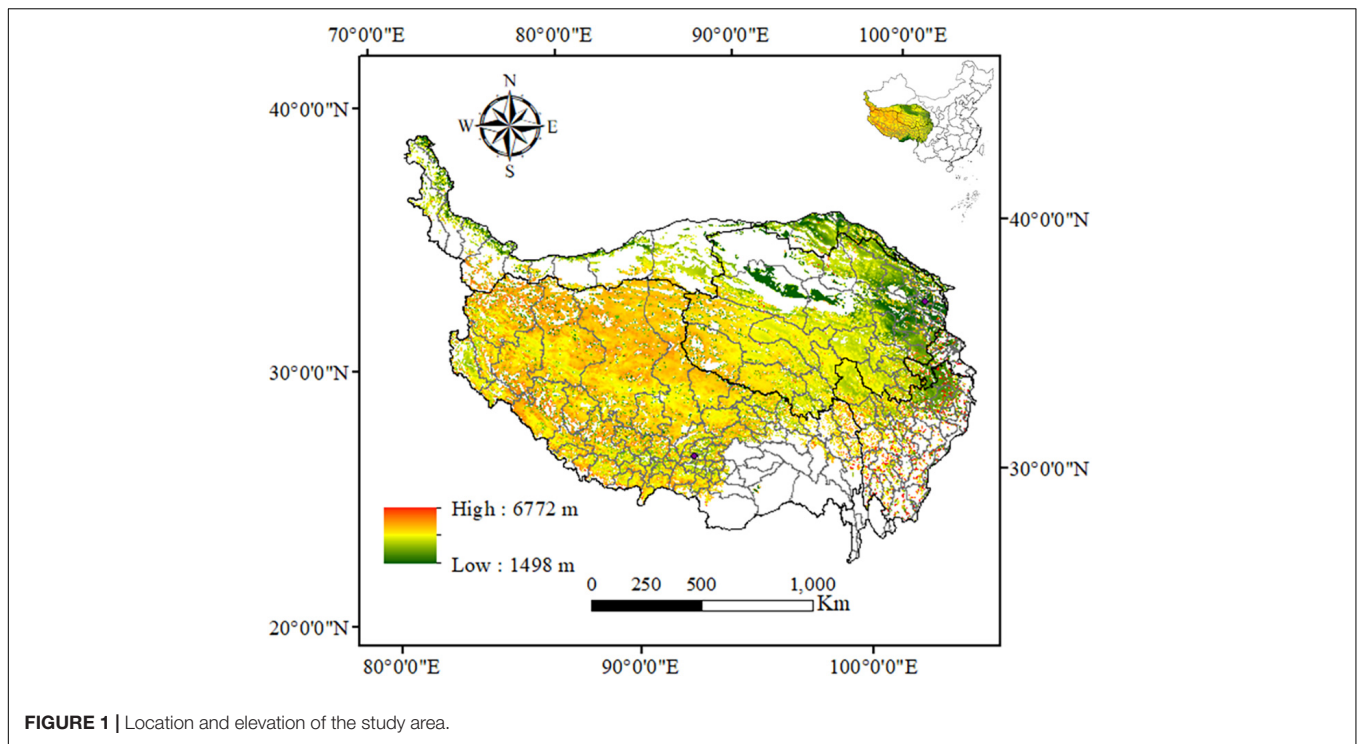 70°0'0"E 80°0'0"E 90°0'0"E 100°0'0"E
40°0'0"N
N
W E
S
40°0'0"N
30°0'0"N
30°0'0"N
High : 6772 m
Low : 1498 m
0 250 500 1,000
Km
20°0'0"N
80°0'0"E 90°0'0"E 100°0'0"E
FIGURE 1 | Location and elevation of the study area.